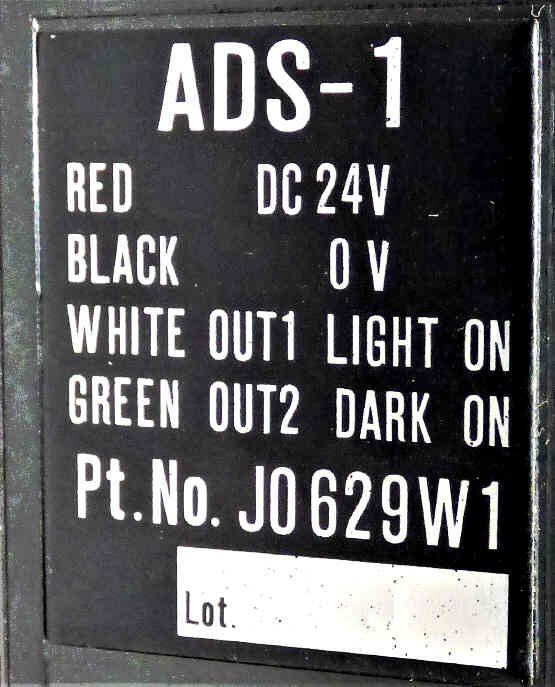 ADS-1
RED DC 24V
BLACK 0 V
WHITE OUT1 LIGHT ON
GREEN OUT2 DARK ON
Pt.No. J0629W1
Lot.